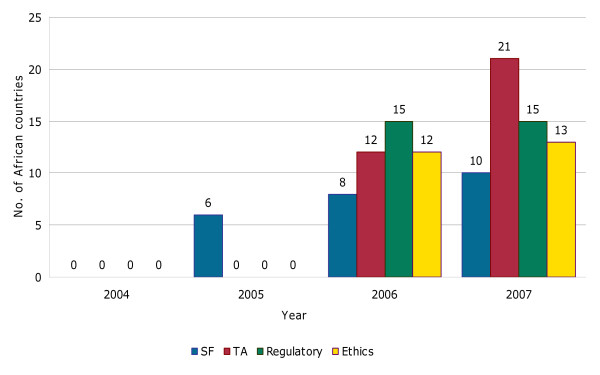 25
20
15
10
5
0
No. of African countries
0 0 0 0
6 0 0 0
8 12 15 12
10 21 15 13
2004 2005 2006 2007
Year
SF TA Regulatory Ethics